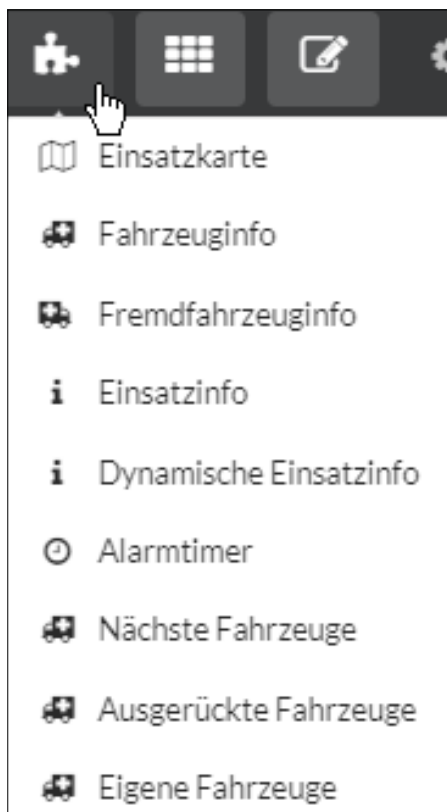 Einsatzkarte
Fahrzeuginfo
Fremdfahrzeuginfo
Einsatzinfo
Dynamische Einsatzinfo
Alarmtimer
Nächste Fahrzeuge
Ausgerückte Fahrzeuge
Eigene Fahrzeuge